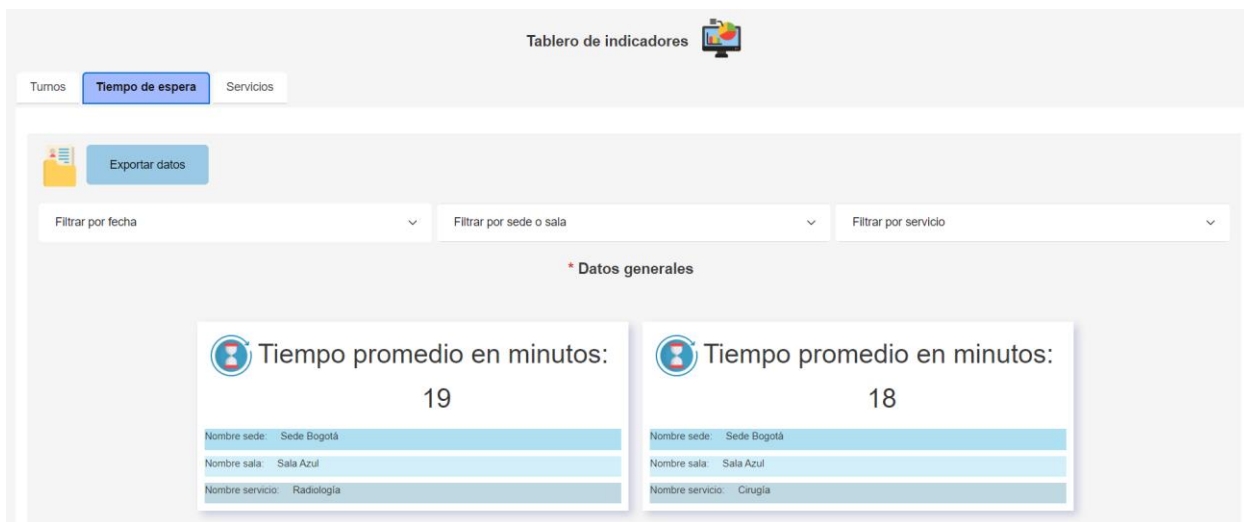 Tablero de indicadores
Turnos Tiempo de espera Servicios
Exportar datos
Filtrar por fecha Filtrar por sede o sala Filtrar por servicio
* Datos generales
Tiempo promedio en minutos:
19
Nombre sede: Sede Bogotá
Nombre sala: Sala Azul
Nombre servicio: Radiología
Tiempo promedio en minutos:
18
Nombre sede: Sede Bogotá
Nombre sala: Sala Azul
Nombre servicio: Cirugía